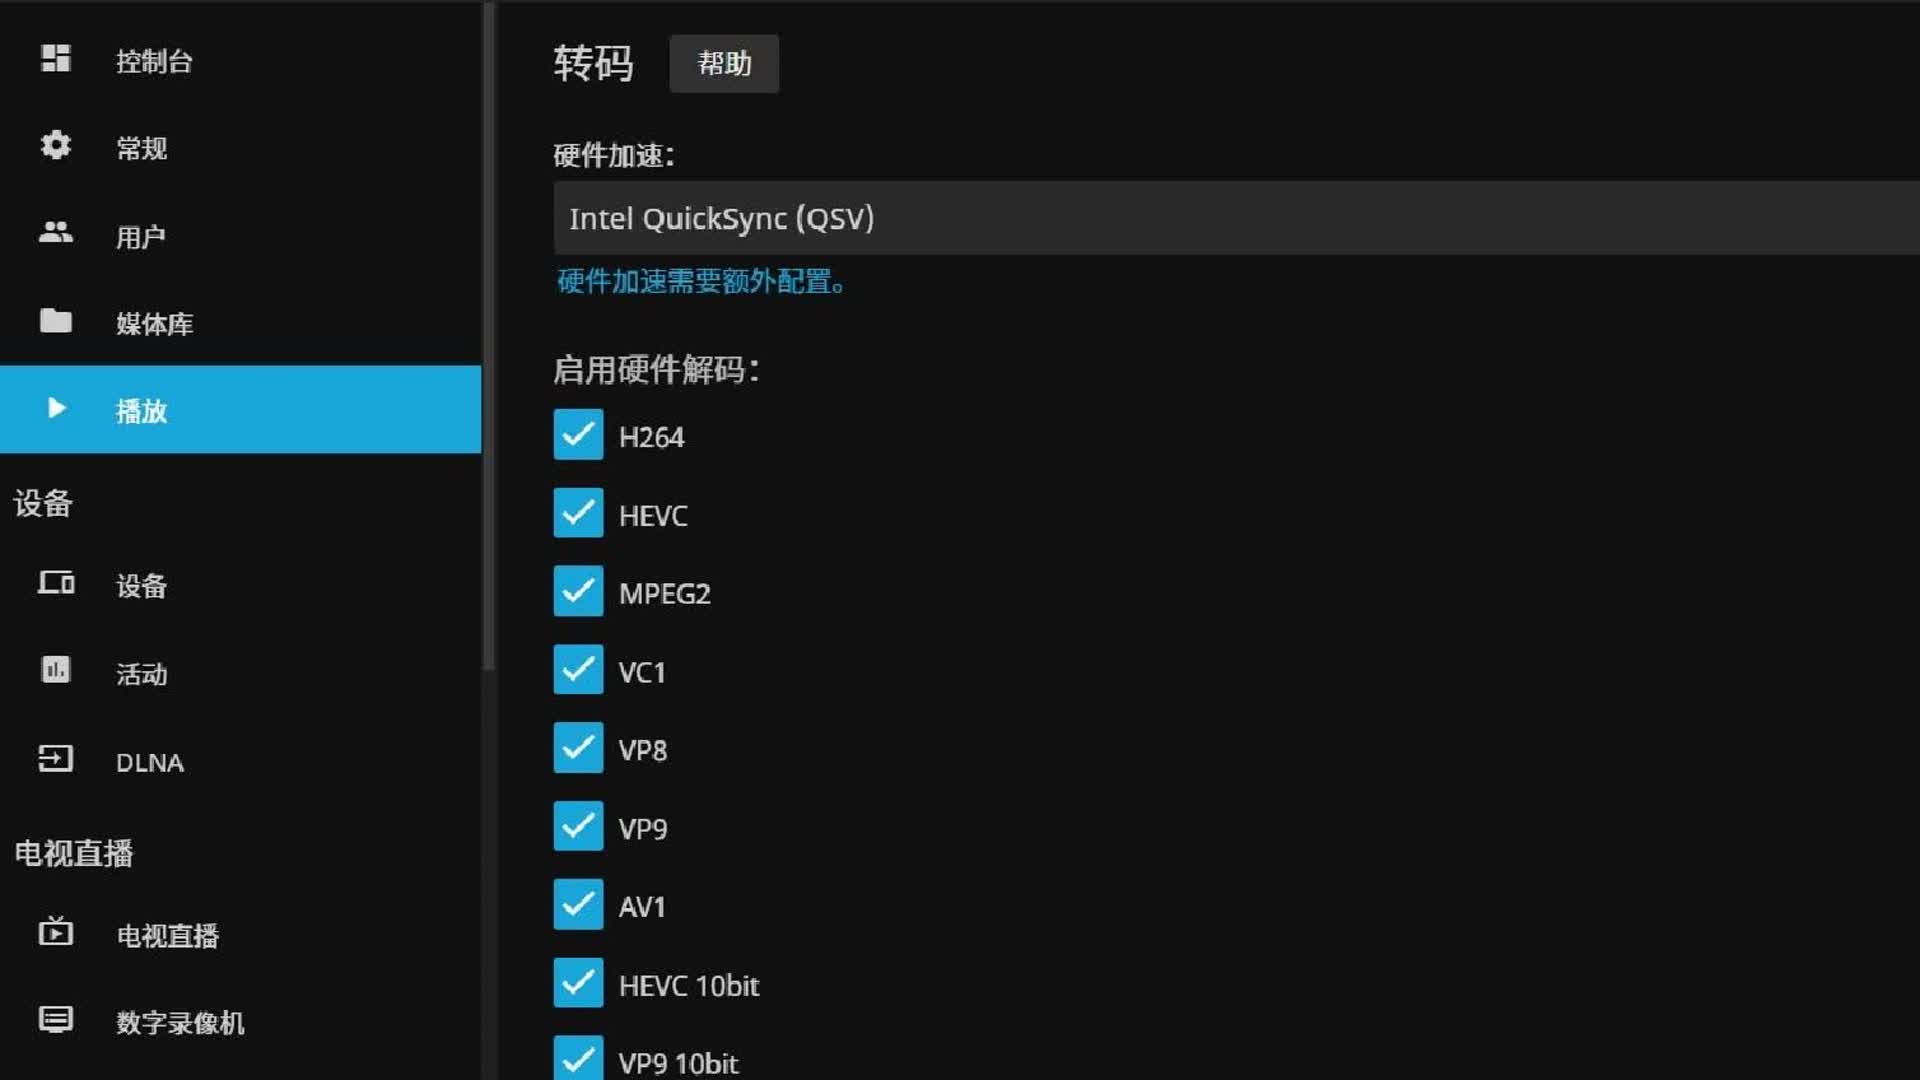 控制台
常规
用户
媒体库
播放
设备
设备
活动
DLNA
电视直播
电视直播
数字录像机
转码
帮助
硬件加速：
Intel QuickSync (QSV)
硬件加速需要额外配置。
启用硬件解码：
H264
HEVC
MPEG2
VC1
VP8
VP9
AV1
HEVC 10bit
VP9 10bit